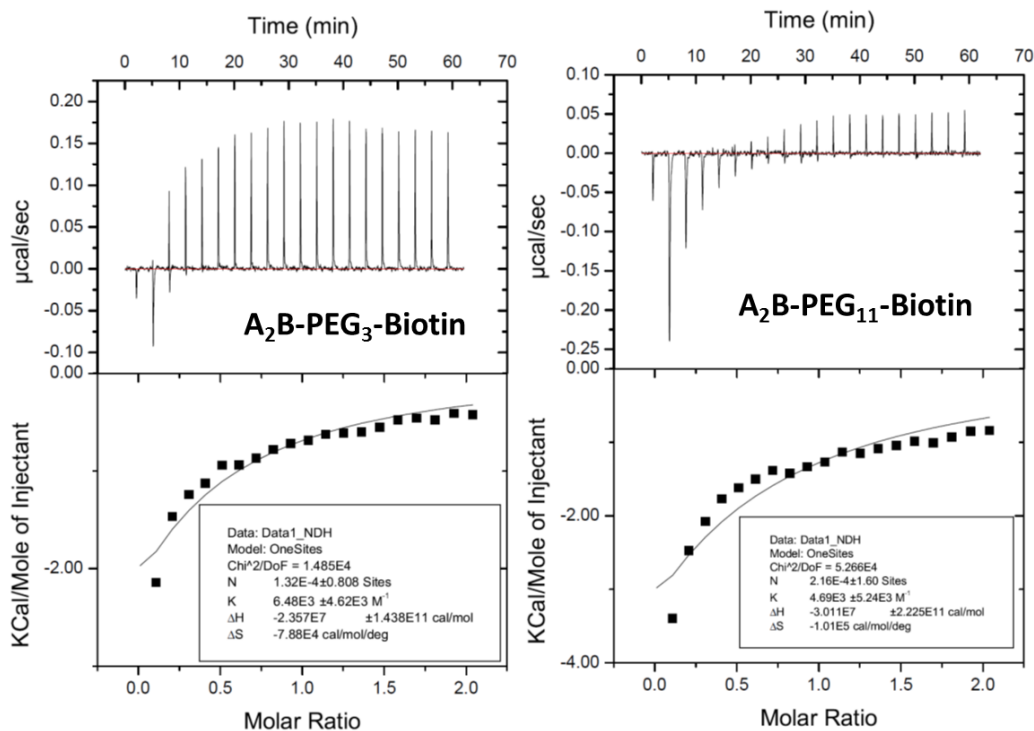 Time (min)
0 10 20 30 40 50 60 70
0.20
0.15
0.10
0.05
0.00
-0.05
-0.10
µcal/sec
A₂B-PEG₃-Biotin
0.00
-2.00
KCal/Mole of Injectant
Data: Data1_NDH
Model: OneSites
Chi^2/DoF = 1.485E4
N 1.32E-4±0.808 Sites
K 6.48E3 ±4.62E3 M⁻¹
ΔH -2.357E7 ±1.438E11 cal/mol
ΔS -7.88E4 cal/mol/deg
0.0 0.5 1.0 1.5 2.0
Molar Ratio
Time (min)
0 10 20 30 40 50 60 70
0.10
0.05
0.00
-0.05
-0.10
-0.15
-0.20
-0.25
µcal/sec
A₂B-PEG₁₁-Biotin
0.00
-2.00
-4.00
KCal/Mole of Injectant
Data: Data1_NDH
Model: OneSites
Chi^2/DoF = 5.266E4
N 2.16E-4±1.60 Sites
K 4.69E3 ±5.24E3 M⁻¹
ΔH -3.011E7 ±2.225E11 cal/mol
ΔS -1.01E5 cal/mol/deg
0.0 0.5 1.0 1.5 2.0
Molar Ratio